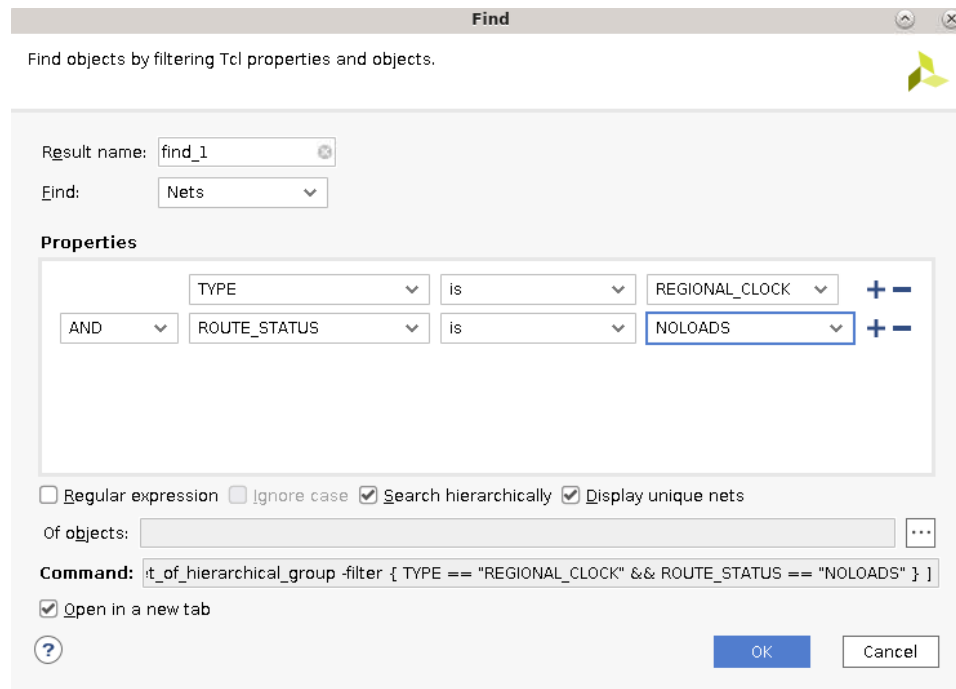 Find
Find objects by filtering Tcl properties and objects.
Result name: find_1
Find: Nets
Properties
TYPE is REGIONAL_CLOCK
AND ROUTE_STATUS is NOLOADS
Regular expression Ignore case Search hierarchically Display unique nets
Of objects: ...
Command: t_of_hierarchical_group -filter { TYPE == "REGIONAL_CLOCK" && ROUTE_STATUS == "NOLOADS" } ]
Open in a new tab
? OK Cancel